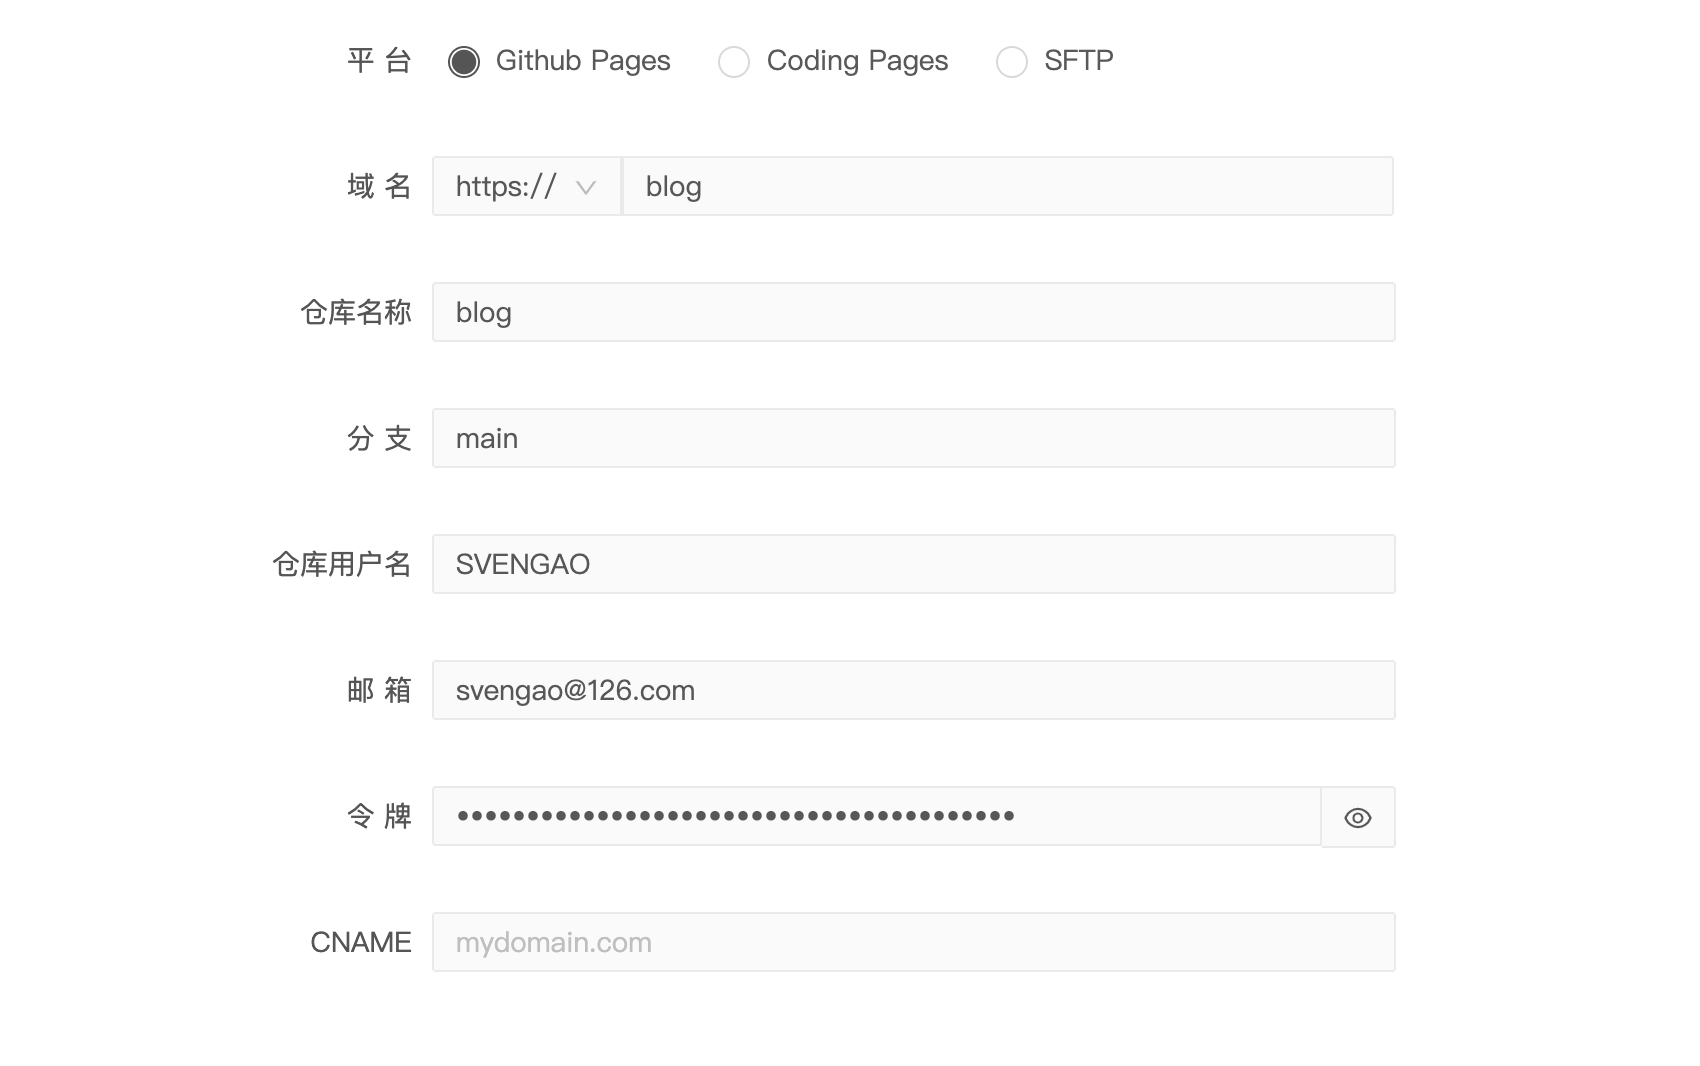 平 台 Github Pages Coding Pages SFTP
域 名 https:// blog
仓库名称 blog
分 支 main
仓库用户名 SVENGAO
邮 箱 svengao@126.com
令 牌 ••••••••••••••••••••••••••••••••••••••••
CNAME mydomain.com